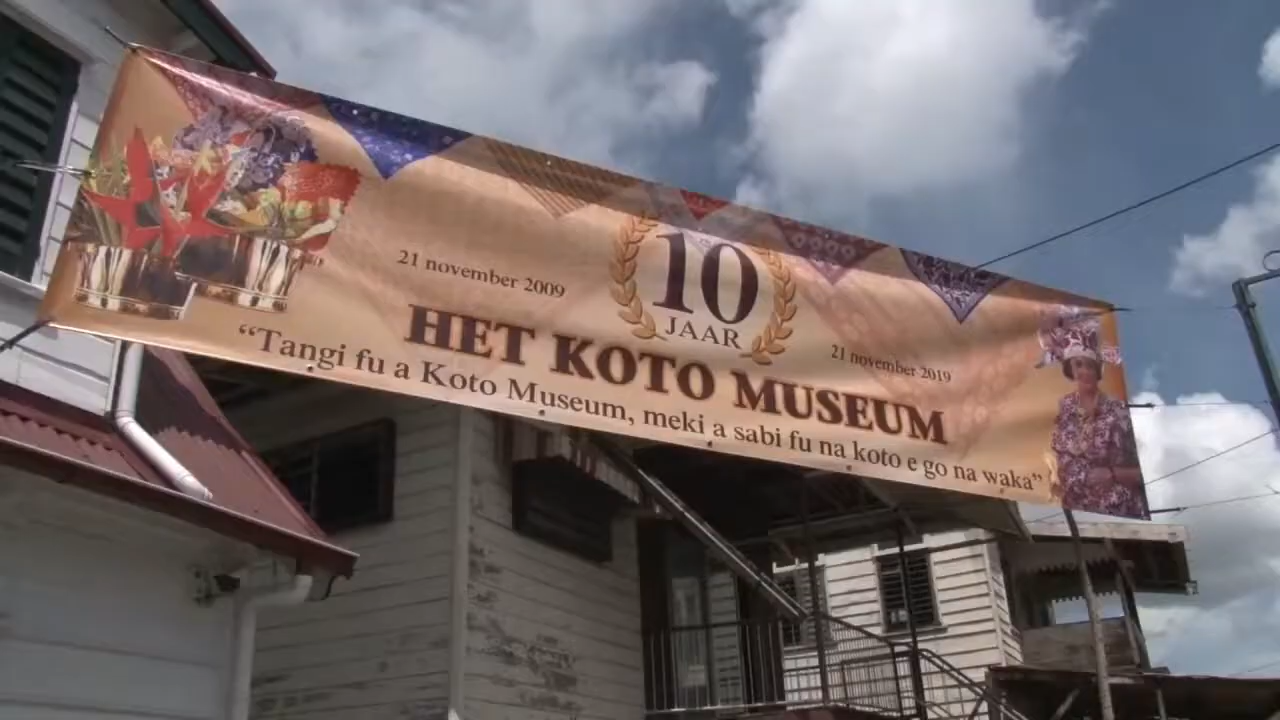 10
JAAR
21 november 2009
21 november 2019
HET KOTO MUSEUM
“Tangi fu a Koto Museum, meki a sabi fu na koto e go na waka”